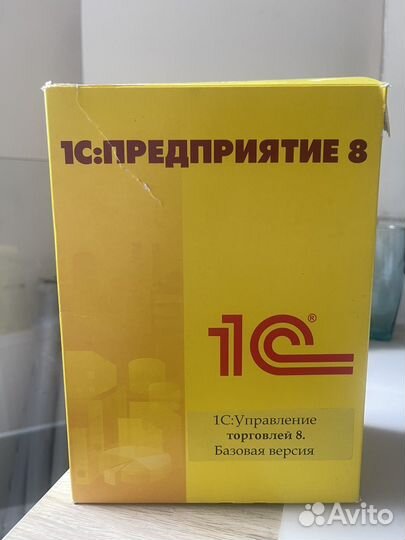 1С:ПРЕДПРИЯТИЕ 8
1С®
1С:Управление
торговлей 8.
Базовая версия
Avito